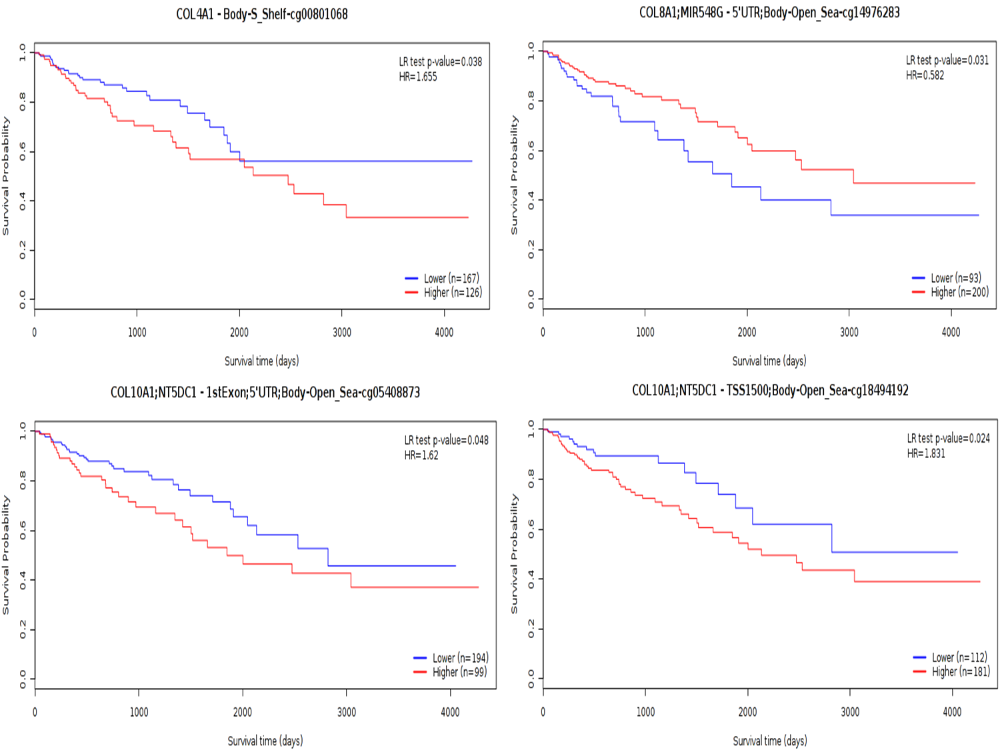 COL4A1 - Body-S_Shelf-cg00801068
LR test p-value=0.038
HR=1.655
Survival Probability
0.0 0.2 0.4 0.6 0.8 1.0
Lower (n=167)
Higher (n=126)
0 1000 2000 3000 4000
Survival time (days)
COL8A1;MIR548G - 5'UTR;Body-Open_Sea-cg14976283
LR test p-value=0.031
HR=0.582
Survival Probability
0.0 0.2 0.4 0.6 0.8 1.0
Lower (n=93)
Higher (n=200)
0 1000 2000 3000 4000
Survival time (days)
COL10A1;NT5DC1 - 1stExon;5'UTR;Body-Open_Sea-cg05408873
LR test p-value=0.048
HR=1.62
Survival Probability
0.0 0.2 0.4 0.6 0.8 1.0
Lower (n=194)
Higher (n=99)
0 1000 2000 3000 4000
Survival time (days)
COL10A1;NT5DC1 - TSS1500;Body-Open_Sea-cg18494192
LR test p-value=0.024
HR=1.831
Survival Probability
0.0 0.2 0.4 0.6 0.8 1.0
Lower (n=112)
Higher (n=181)
0 1000 2000 3000 4000
Survival time (days)